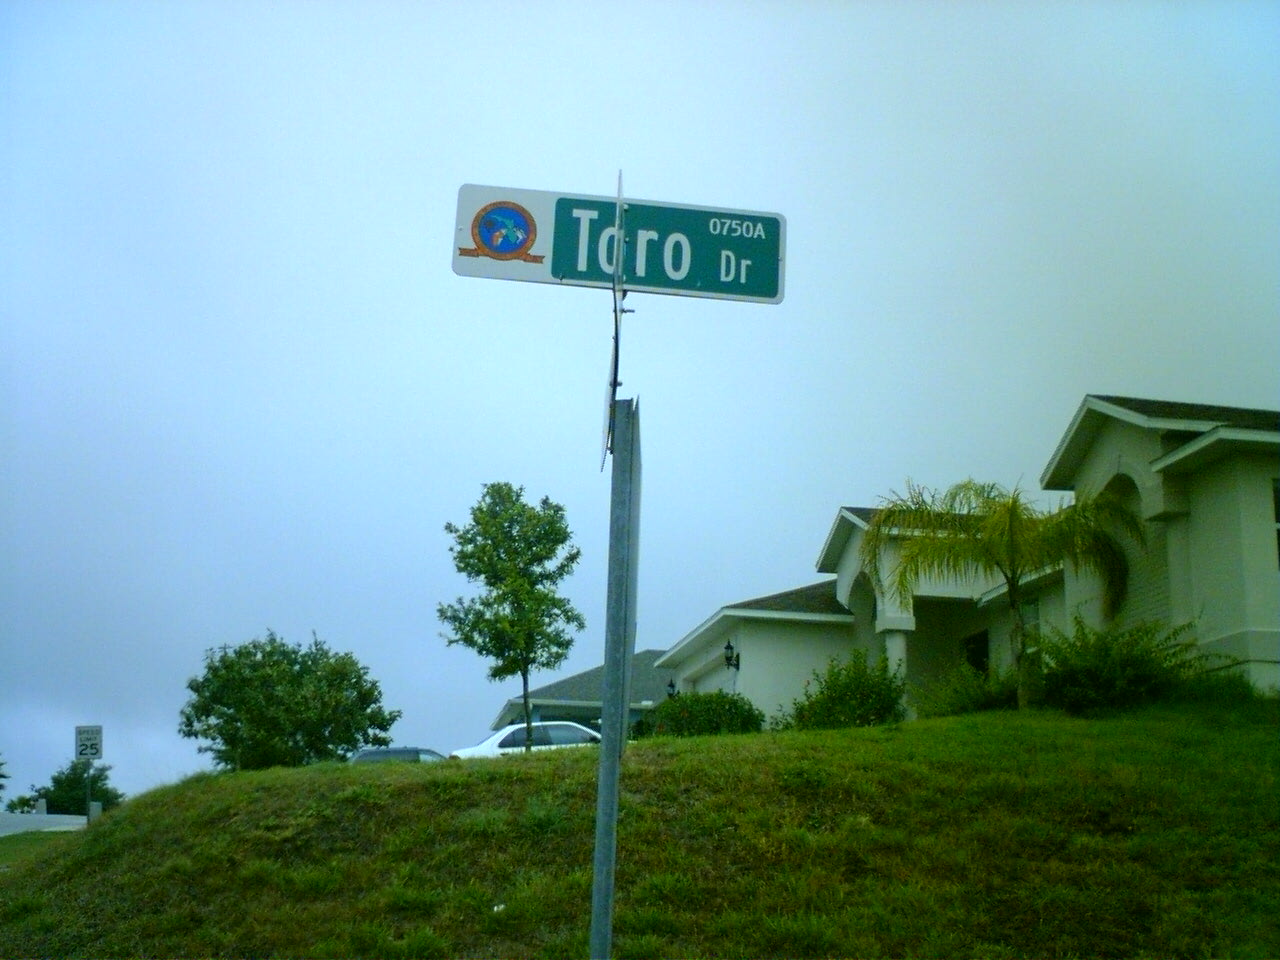 Toro Dr 0750A
SPEED
LIMIT
25